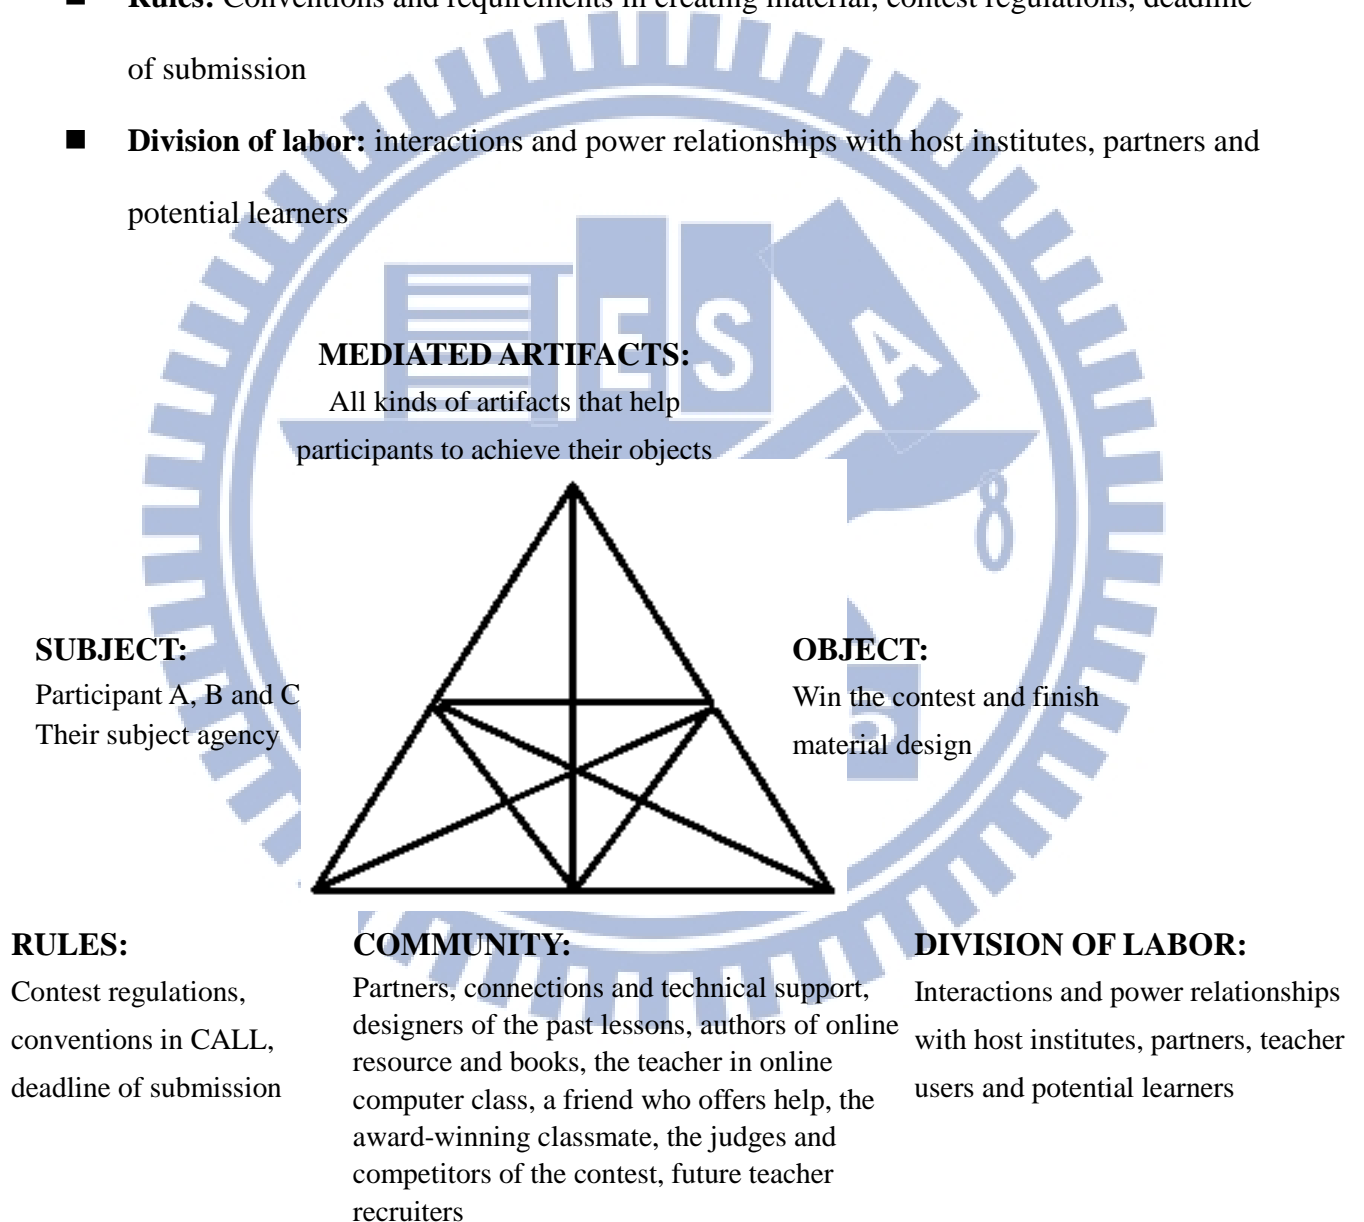 ■ Rules: Conventions and requirements in creating material, contest regulations, deadline
of submission
■ Division of labor: interactions and power relationships with host institutes, partners and
potential learners
E S A
MEDIATED ARTIFACTS:
All kinds of artifacts that help
participants to achieve their objects
8
SUBJECT:
Participant A, B and C
Their subject agency
OBJECT:
Win the contest and finish
material design
RULES:
Contest regulations,
conventions in CALL,
deadline of submission
COMMUNITY:
Partners, connections and technical support,
designers of the past lessons, authors of online
resource and books, the teacher in online
computer class, a friend who offers help, the
award-winning classmate, the judges and
competitors of the contest, future teacher
recruiters
DIVISION OF LABOR:
Interactions and power relationships
with host institutes, partners, teacher
users and potential learners